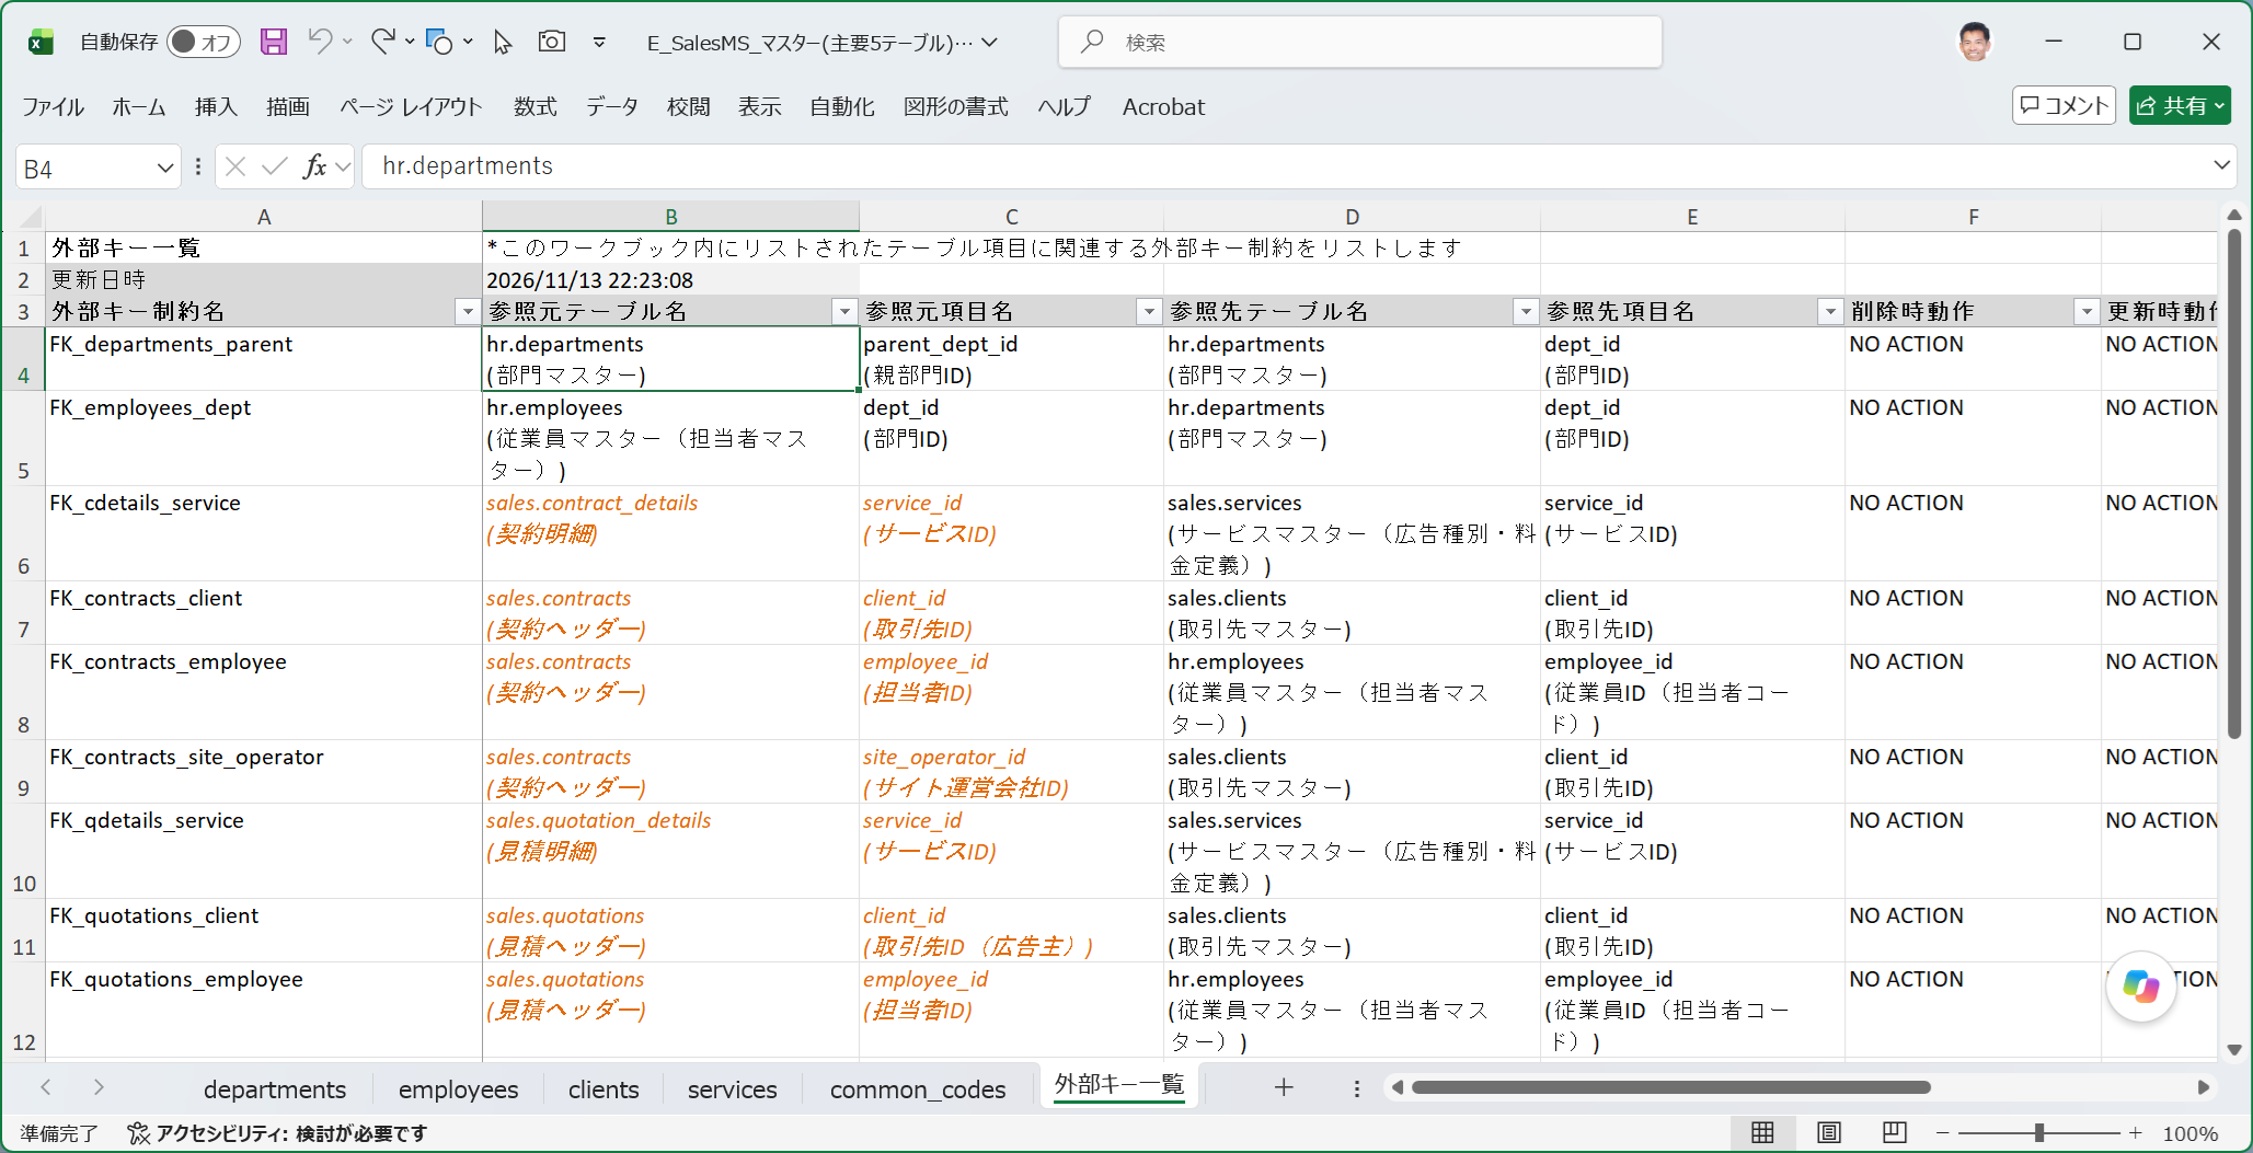 自動保存 オフ E_SalesMS_マスター(主要5テーブル)… 検索
ファイル ホーム 挿入 描画 ページ レイアウト 数式 データ 校閲 表示 自動化 図形の書式 ヘルプ Acrobat コメント 共有
B4 fx hr.departments
A B C D E F
1 外部キー一覧 *このワークブック内にリストされたテーブル項目に関連する外部キー制約をリストします
2 更新日時 2026/11/13 22:23:08
3 外部キー制約名 参照元テーブル名 参照元項目名 参照先テーブル名 参照先項目名 削除時動作 更新時動作
FK_departments_parent hr.departments parent_dept_id hr.departments dept_id NO ACTION NO ACTION
4 (部門マスター) (親部門ID) (部門マスター) (部門ID)
FK_employees_dept hr.employees dept_id hr.departments dept_id NO ACTION NO ACTION
(従業員マスター（担当者マス (部門ID) (部門マスター) (部門ID)
5 ター）)
FK_cdetails_service sales.contract_details service_id sales.services service_id NO ACTION NO ACTION
(契約明細) (サービスID) (サービスマスター（広告種別・料 (サービスID)
6 金定義）)
FK_contracts_client sales.contracts client_id sales.clients client_id NO ACTION NO ACTION
7 (契約ヘッダー) (取引先ID) (取引先マスター) (取引先ID)
FK_contracts_employee sales.contracts employee_id hr.employees employee_id NO ACTION NO ACTION
(契約ヘッダー) (担当者ID) (従業員マスター（担当者マス (従業員ID（担当者コー
8 ター）) ド）)
FK_contracts_site_operator sales.contracts site_operator_id sales.clients client_id NO ACTION NO ACTION
9 (契約ヘッダー) (サイト運営会社ID) (取引先マスター) (取引先ID)
FK_qdetails_service sales.quotation_details service_id sales.services service_id NO ACTION NO ACTION
(見積明細) (サービスID) (サービスマスター（広告種別・料 (サービスID)
10 金定義）)
FK_quotations_client sales.quotations client_id sales.clients client_id NO ACTION NO ACTION
11 (見積ヘッダー) (取引先ID（広告主）) (取引先マスター) (取引先ID)
FK_quotations_employee sales.quotations employee_id hr.employees employee_id NO ACTION
(見積ヘッダー) (担当者ID) (従業員マスター（担当者マス (従業員ID（担当者コー
12 ター）) ド）)
departments employees clients services common_codes 外部キー一覧
準備完了 アクセシビリティ: 検討が必要です 100%